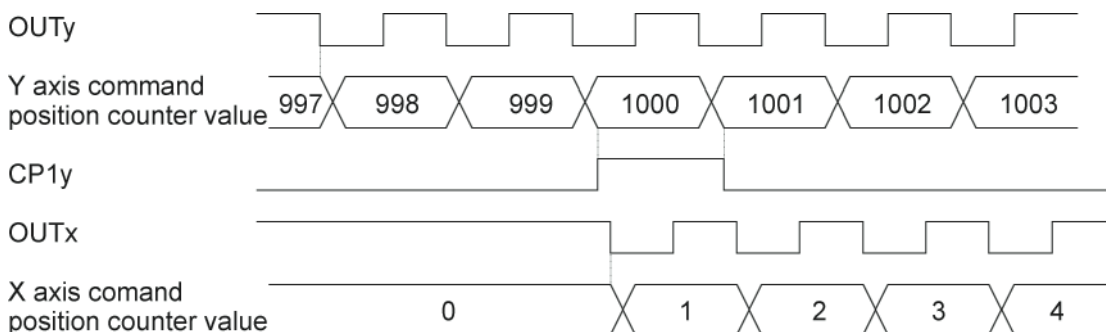 OUTy
Y axis command
position counter value
997 998 999 1000 1001 1002 1003
CP1y
OUTx
X axis comand
position counter value
0 1 2 3 4